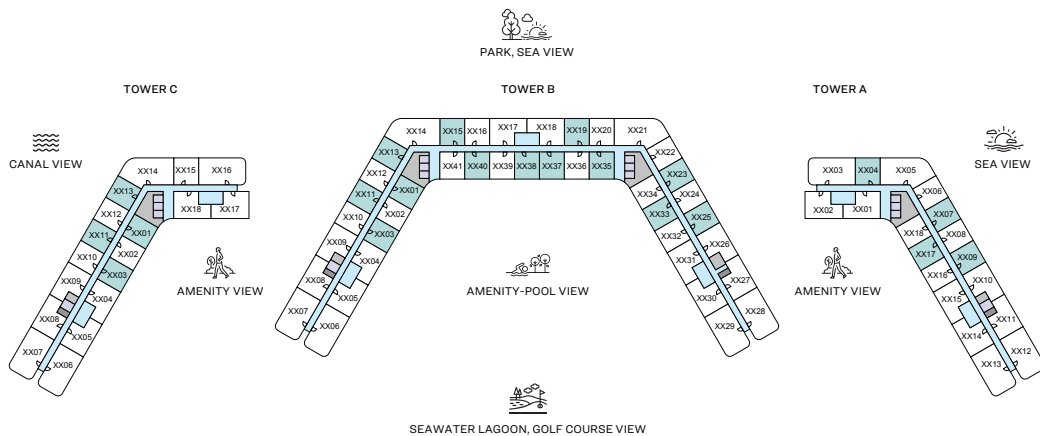 PARK, SEA VIEW
TOWER C
TOWER B
TOWER A
CANAL VIEW
SEA VIEW
XX14
XX15
XX16
XX13
XX12
XX11
XX10
XX09
XX08
XX07
XX01
XX02
XX03
XX04
XX05
XX06
XX18
XX17
XX14
XX15
XX16
XX17
XX18
XX19
XX20
XX21
XX13
XX12
XX11
XX10
XX09
XX08
XX07
XX01
XX02
XX03
XX04
XX05
XX06
XX41
XX40
XX39
XX38
XX37
XX36
XX35
XX22
XX23
XX24
XX25
XX26
XX27
XX28
XX34
XX33
XX32
XX31
XX30
XX29
XX03
XX04
XX05
XX02
XX01
XX06
XX07
XX08
XX09
XX10
XX11
XX12
XX18
XX17
XX16
XX15
XX14
XX13
AMENITY VIEW
AMENITY-POOL VIEW
AMENITY VIEW
SEAWATER LAGOON, GOLF COURSE VIEW